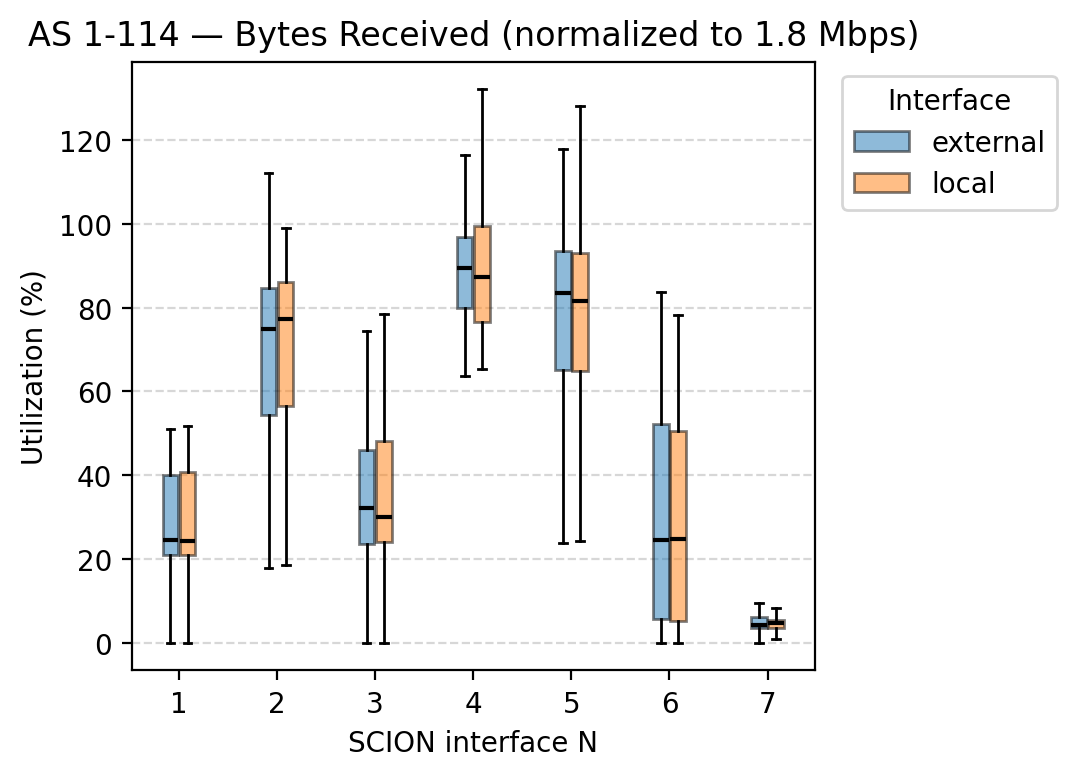 AS 1-114 — Bytes Received (normalized to 1.8 Mbps)
Interface
external
local
Utilization (%)
120
100
80
60
40
20
0
1 2 3 4 5 6 7
SCION interface N